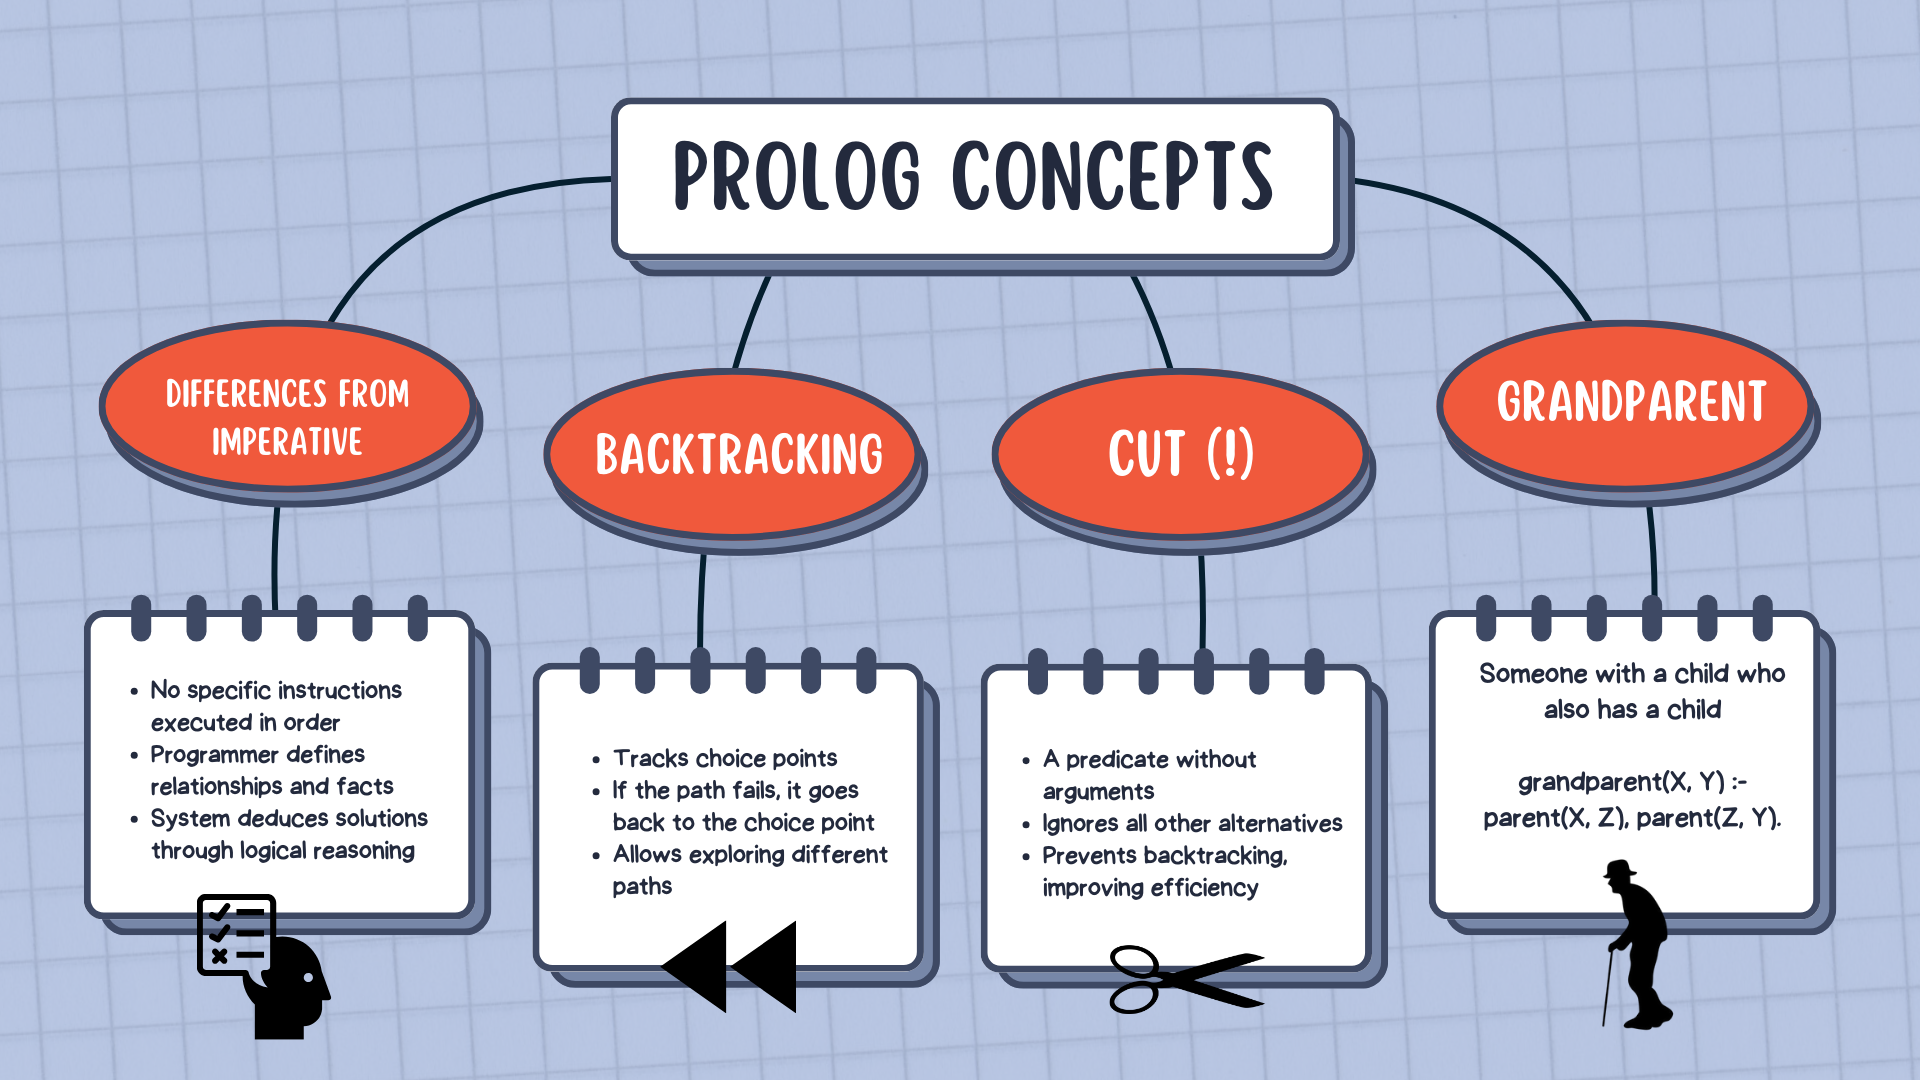 PROLOG CONCEPTS
DIFFERENCES FROM
IMPERATIVE
BACKTRACKING
CUT (!)
GRANDPARENT
• No specific instructions
executed in order
• Programmer defines
relationships and facts
• System deduces solutions
through logical reasoning
• Tracks choice points
• If the path fails, it goes
back to the choice point
• Allows exploring different
paths
• A predicate without
arguments
• Ignores all other alternatives
• Prevents backtracking,
improving efficiency
Someone with a child who
also has a child
grandparent(X, Y) :-
parent(X, Z), parent(Z, Y).